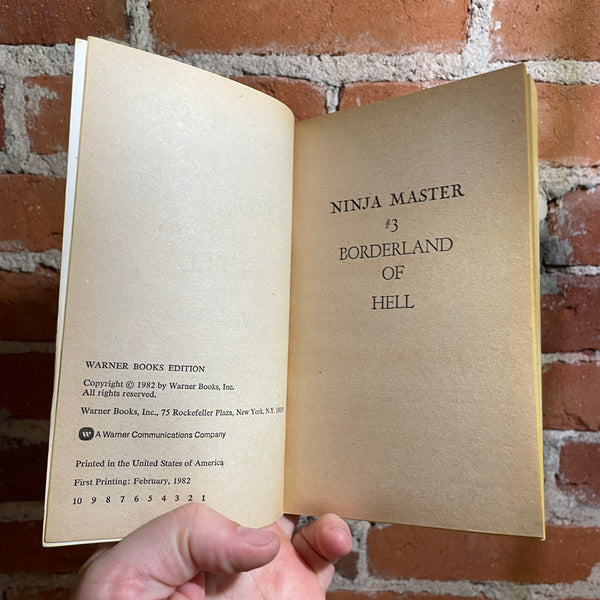 WARNER BOOKS EDITION
Copyright © 1982 by Warner Books, Inc.
All rights reserved.
Warner Books, Inc., 75 Rockefeller Plaza, New York, N.Y.
A Warner Communications Company
Printed in the United States of America
First Printing: February, 1982
10 9 8 7 6 5 4 3 2 1
NINJA MASTER
#3
BORDERLAND
OF
HELL